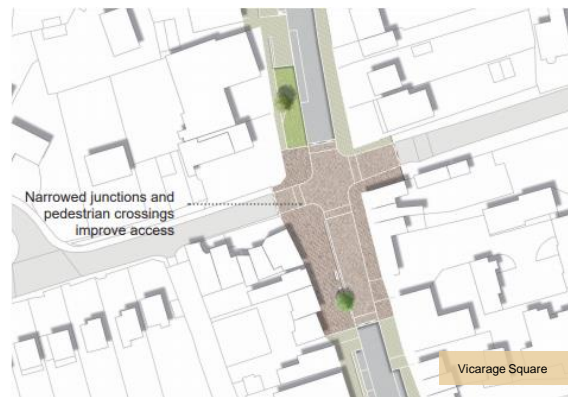 Narrowed junctions and
pedestrian crossings
improve access
Vicarage Square